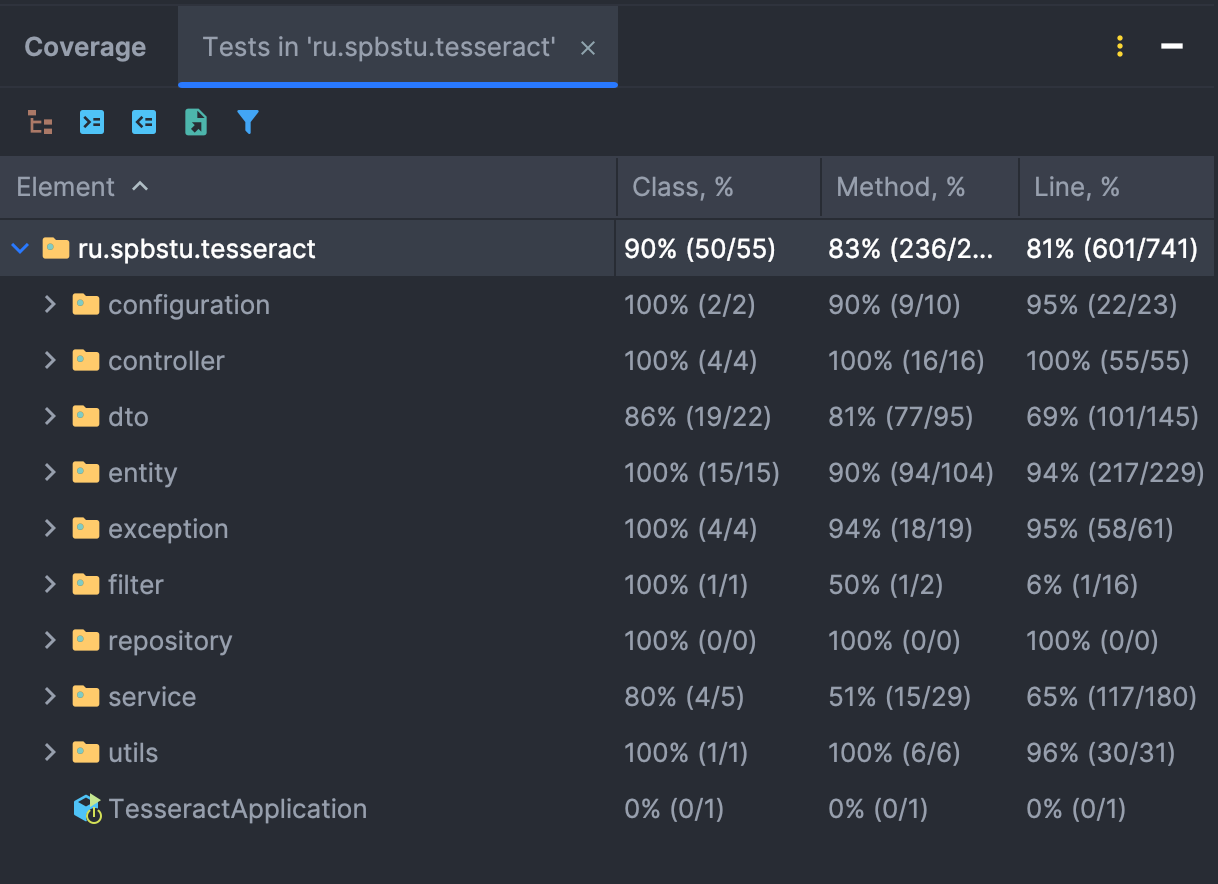 Coverage Tests in 'ru.spbstu.tesseract'
Element Class, % Method, % Line, %
ru.spbstu.tesseract 90% (50/55) 83% (236/2... 81% (601/741)
configuration 100% (2/2) 90% (9/10) 95% (22/23)
controller 100% (4/4) 100% (16/16) 100% (55/55)
dto 86% (19/22) 81% (77/95) 69% (101/145)
entity 100% (15/15) 90% (94/104) 94% (217/229)
exception 100% (4/4) 94% (18/19) 95% (58/61)
filter 100% (1/1) 50% (1/2) 6% (1/16)
repository 100% (0/0) 100% (0/0) 100% (0/0)
service 80% (4/5) 51% (15/29) 65% (117/180)
utils 100% (1/1) 100% (6/6) 96% (30/31)
TesseractApplication 0% (0/1) 0% (0/1) 0% (0/1)